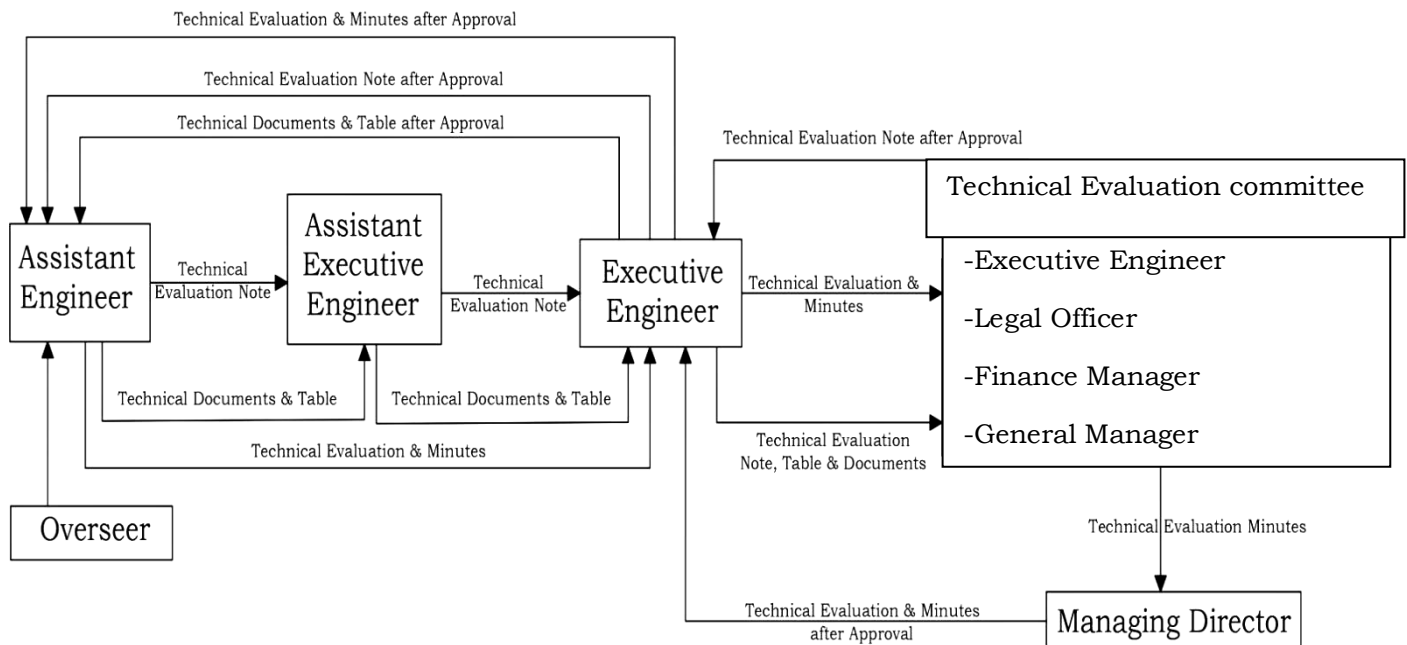 Technical Evaluation & Minutes after Approval
Technical Evaluation Note after Approval
Technical Documents & Table after Approval
Technical Evaluation Note after Approval
Technical Evaluation committee
Assistant
Engineer
Technical
Evaluation Note
Assistant
Executive
Engineer
Technical
Evaluation Note
Executive
Engineer
Technical Evaluation &
Minutes
-Executive Engineer
-Legal Officer
-Finance Manager
-General Manager
Technical Documents & Table
Technical Documents & Table
Technical Evaluation & Minutes
Technical Evaluation
Note, Table & Documents
Overseer
Technical Evaluation Minutes
Technical Evaluation & Minutes
after Approval
Managing Director